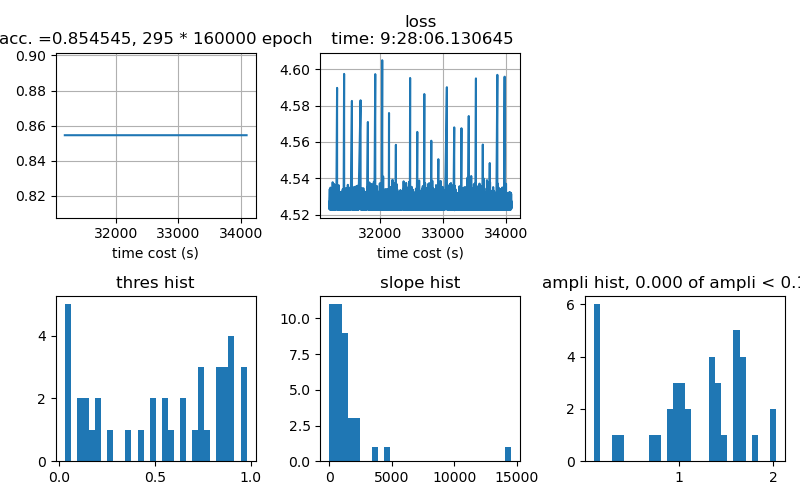 acc. =0.854545, 295 * 160000 epoch
loss
time: 9:28:06.130645
0.90
0.88
0.86
0.84
0.82
32000 33000 34000
time cost (s)
4.60
4.58
4.56
4.54
4.52
32000 33000 34000
time cost (s)
thres hist
4
2
0
0.0 0.5 1.0
slope hist
10.0
7.5
5.0
2.5
0.0
0 5000 10000 15000
ampli hist, 0.000 of ampli < 0.1
6
4
2
0
1 2